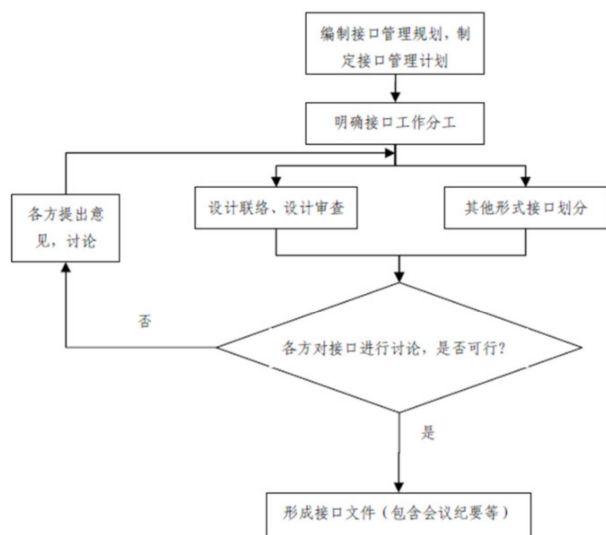 编制接口管理规划，制
定接口管理计划
明确接口工作分工
设计联络、设计审查
其他形式接口划分
各方提出意
见，讨论
否
各方对接口进行讨论，是否可行？
是
形成接口文件（包含会议纪要等）